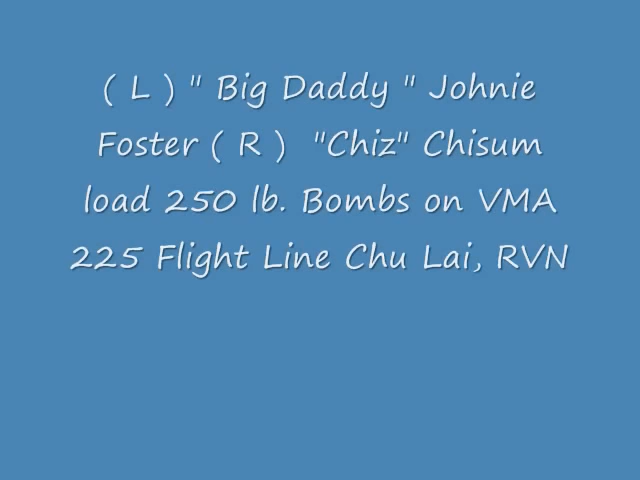 ( L ) " Big Daddy " Johnie
Foster ( R )  "Chiz" Chisum
load 250 lb. Bombs on VMA
225 Flight Line Chu Lai, RVN